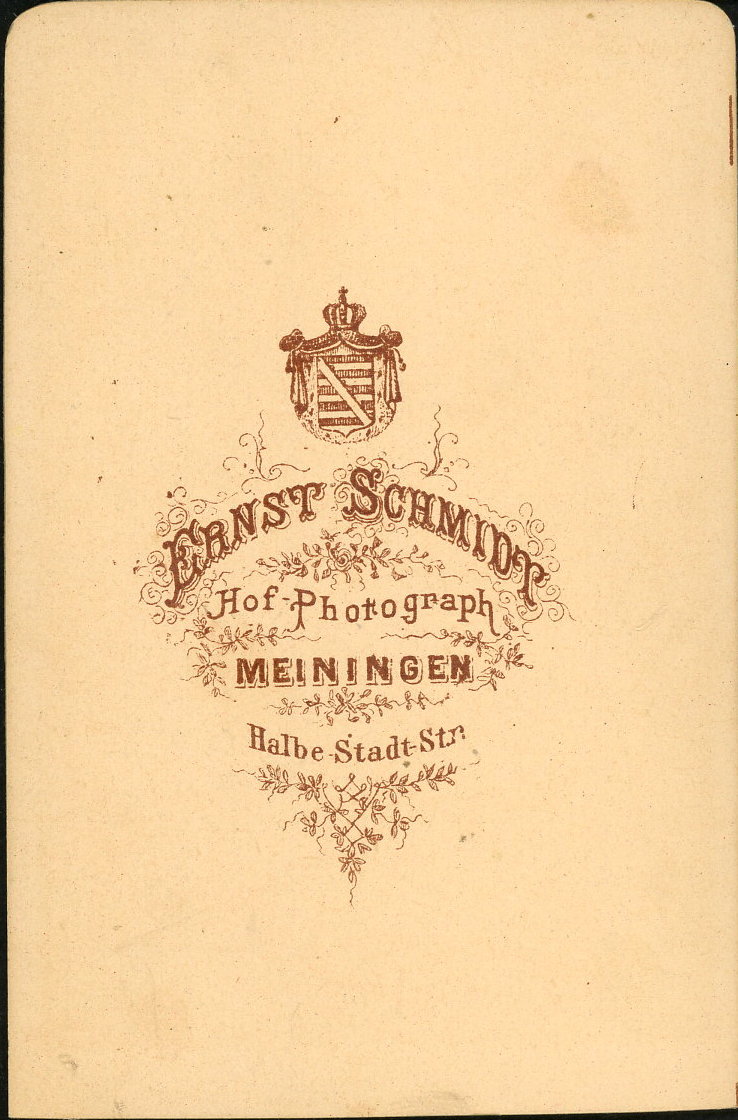 ERNST SCHMIDT
Hof-Photograph
MEININGEN
Halbe-Stadt-Str.